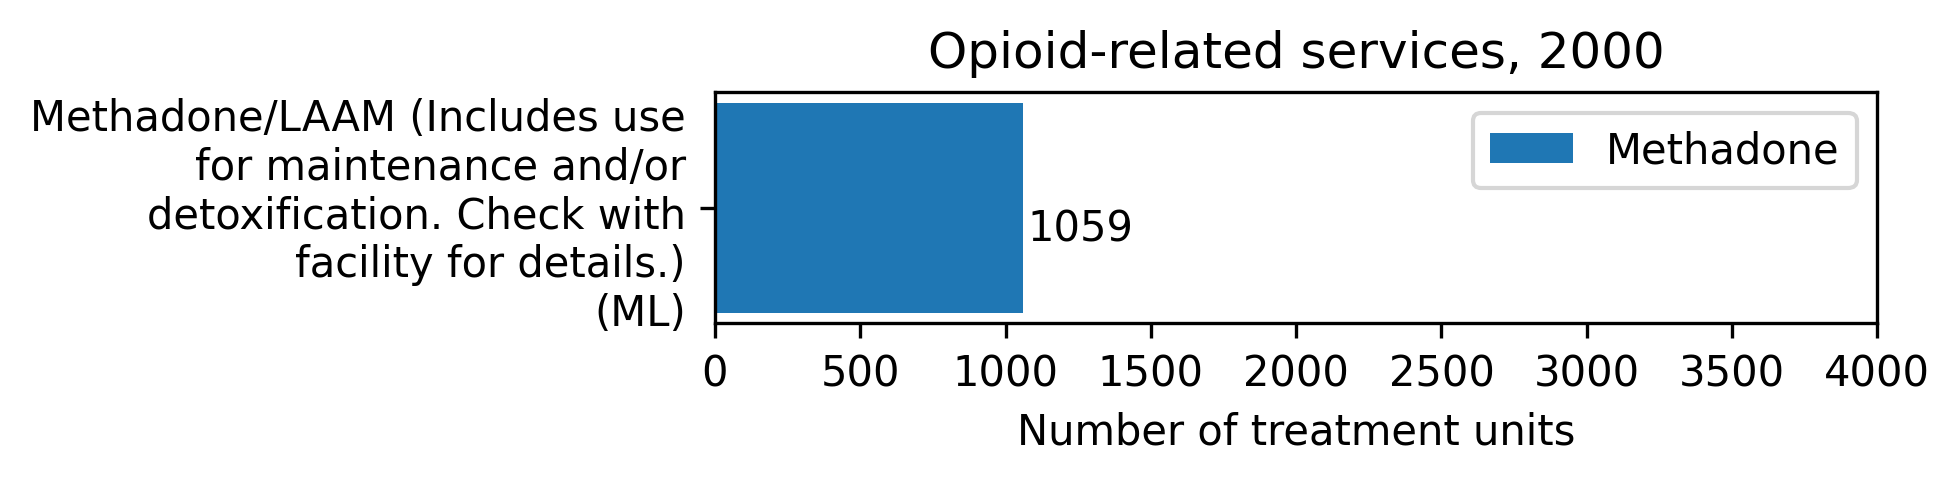 Opioid-related services, 2000
Methadone/LAAM (Includes use
for maintenance and/or
detoxification. Check with
facility for details.)
(ML)
1059
Methadone
0 500 1000 1500 2000 2500 3000 3500 4000
Number of treatment units